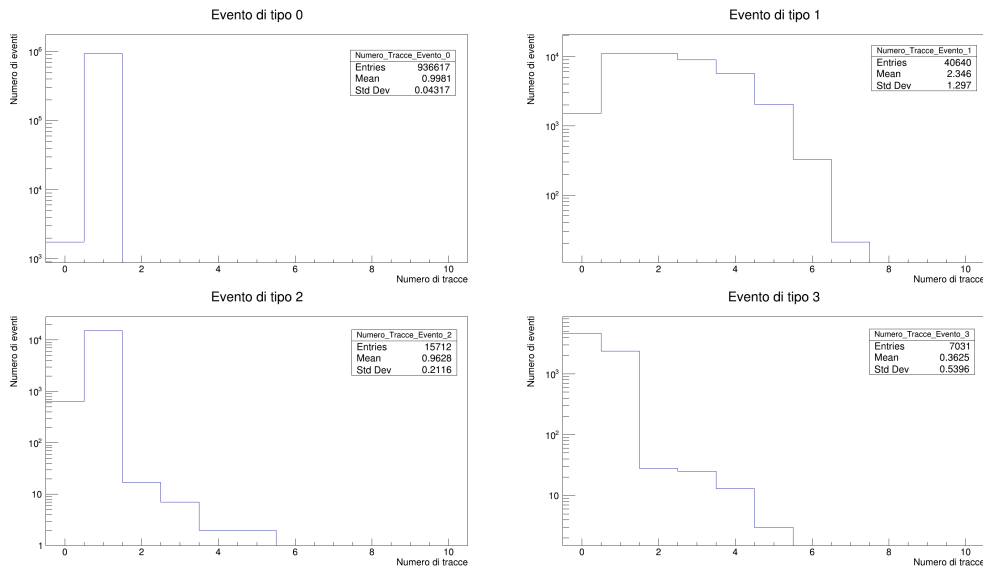 Evento di tipo 0
Numero di eventi
10^6
10^5
10^4
10^3
Numero_Tracce_Evento_0
Entries 936617
Mean 0.9981
Std Dev 0.04317
0 2 4 6 8 10
Numero di tracce
Evento di tipo 1
Numero di eventi
10^4
10^3
10^2
Numero_Tracce_Evento_1
Entries 40640
Mean 2.346
Std Dev 1.297
0 2 4 6 8 10
Numero di tracce
Evento di tipo 2
Numero di eventi
10^4
10^3
10^2
10
1
Numero_Tracce_Evento_2
Entries 15712
Mean 0.9628
Std Dev 0.2116
0 2 4 6 8 10
Numero di tracce
Evento di tipo 3
Numero di eventi
10^3
10^2
10
Numero_Tracce_Evento_3
Entries 7031
Mean 0.3625
Std Dev 0.5396
0 2 4 6 8 10
Numero di tracce